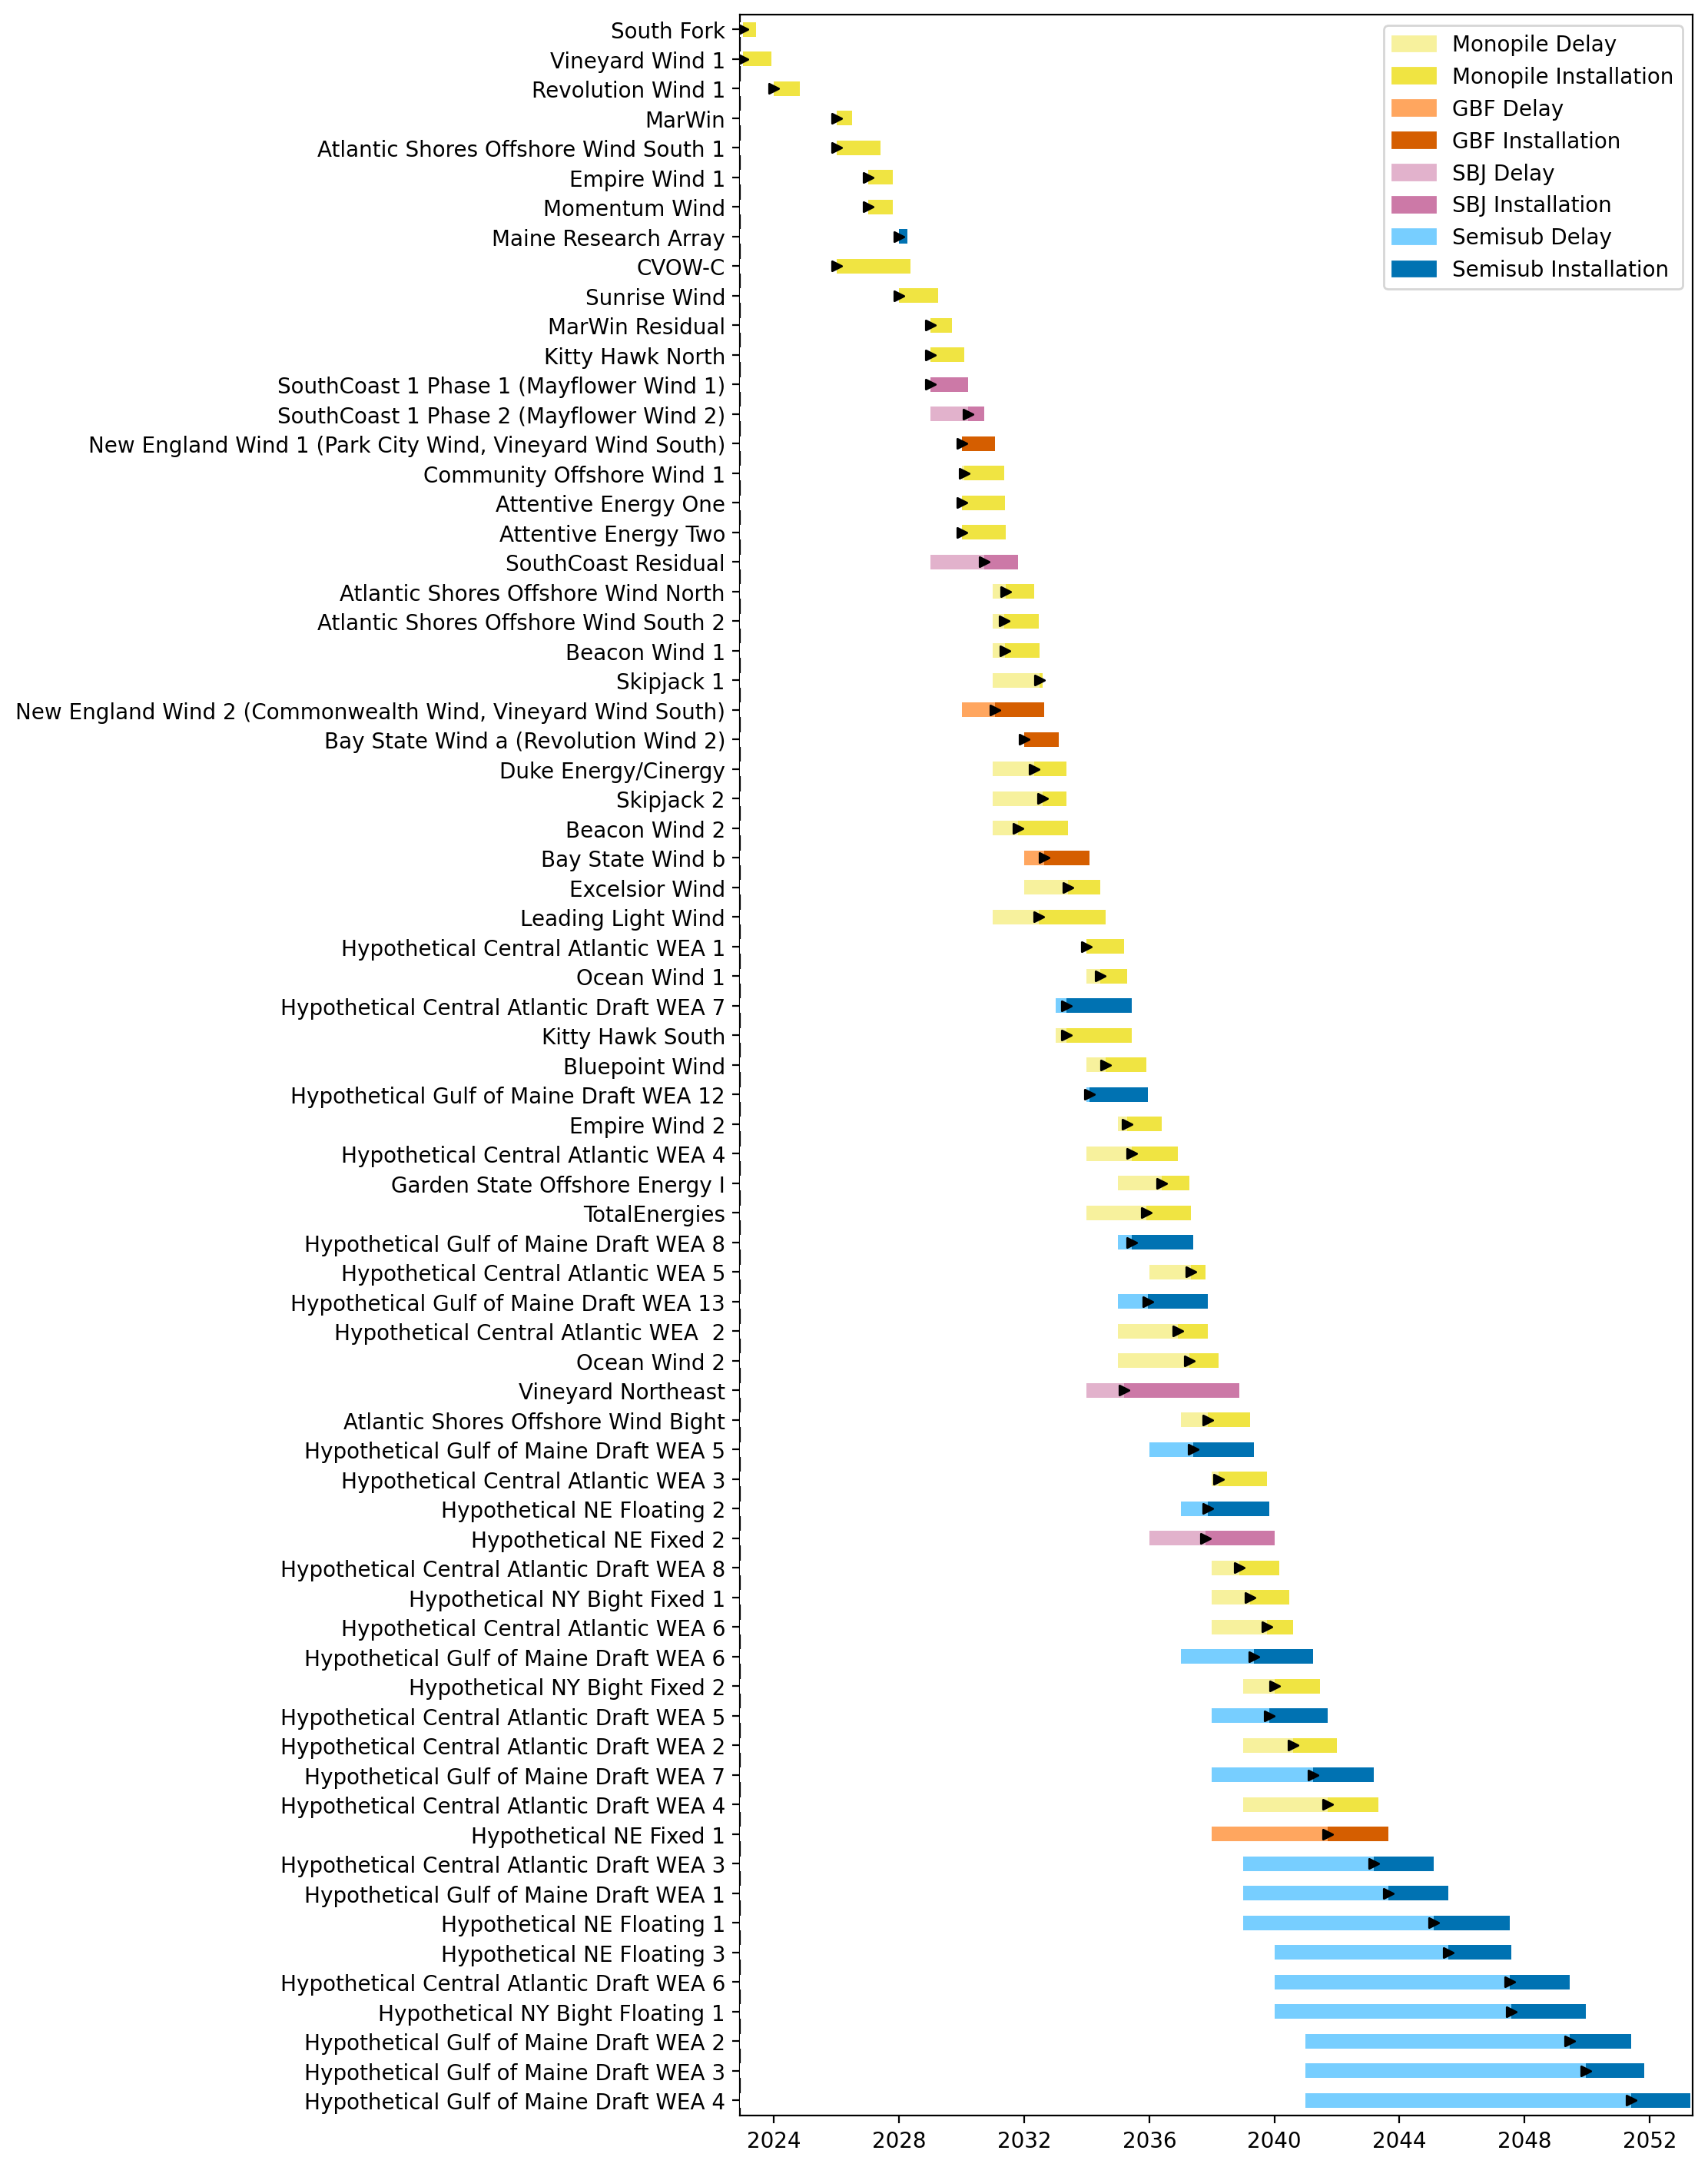 South Fork
Vineyard Wind 1
Revolution Wind 1
MarWin
Atlantic Shores Offshore Wind South 1
Empire Wind 1
Momentum Wind
Maine Research Array
CVOW-C
Sunrise Wind
MarWin Residual
Kitty Hawk North
SouthCoast 1 Phase 1 (Mayflower Wind 1)
SouthCoast 1 Phase 2 (Mayflower Wind 2)
New England Wind 1 (Park City Wind, Vineyard Wind South)
Community Offshore Wind 1
Attentive Energy One
Attentive Energy Two
SouthCoast Residual
Atlantic Shores Offshore Wind North
Atlantic Shores Offshore Wind South 2
Beacon Wind 1
Skipjack 1
New England Wind 2 (Commonwealth Wind, Vineyard Wind South)
Bay State Wind a (Revolution Wind 2)
Duke Energy/Cinergy
Skipjack 2
Beacon Wind 2
Bay State Wind b
Excelsior Wind
Leading Light Wind
Hypothetical Central Atlantic WEA 1
Ocean Wind 1
Hypothetical Central Atlantic Draft WEA 7
Kitty Hawk South
Bluepoint Wind
Hypothetical Gulf of Maine Draft WEA 12
Empire Wind 2
Hypothetical Central Atlantic WEA 4
Garden State Offshore Energy I
TotalEnergies
Hypothetical Gulf of Maine Draft WEA 8
Hypothetical Central Atlantic WEA 5
Hypothetical Gulf of Maine Draft WEA 13
Hypothetical Central Atlantic WEA  2
Ocean Wind 2
Vineyard Northeast
Atlantic Shores Offshore Wind Bight
Hypothetical Gulf of Maine Draft WEA 5
Hypothetical Central Atlantic WEA 3
Hypothetical NE Floating 2
Hypothetical NE Fixed 2
Hypothetical Central Atlantic Draft WEA 8
Hypothetical NY Bight Fixed 1
Hypothetical Central Atlantic WEA 6
Hypothetical Gulf of Maine Draft WEA 6
Hypothetical NY Bight Fixed 2
Hypothetical Central Atlantic Draft WEA 5
Hypothetical Central Atlantic Draft WEA 2
Hypothetical Gulf of Maine Draft WEA 7
Hypothetical Central Atlantic Draft WEA 4
Hypothetical NE Fixed 1
Hypothetical Central Atlantic Draft WEA 3
Hypothetical Gulf of Maine Draft WEA 1
Hypothetical NE Floating 1
Hypothetical NE Floating 3
Hypothetical Central Atlantic Draft WEA 6
Hypothetical NY Bight Floating 1
Hypothetical Gulf of Maine Draft WEA 2
Hypothetical Gulf of Maine Draft WEA 3
Hypothetical Gulf of Maine Draft WEA 4
Monopile Delay
Monopile Installation
GBF Delay
GBF Installation
SBJ Delay
SBJ Installation
Semisub Delay
Semisub Installation
2024 2028 2032 2036 2040 2044 2048 2052